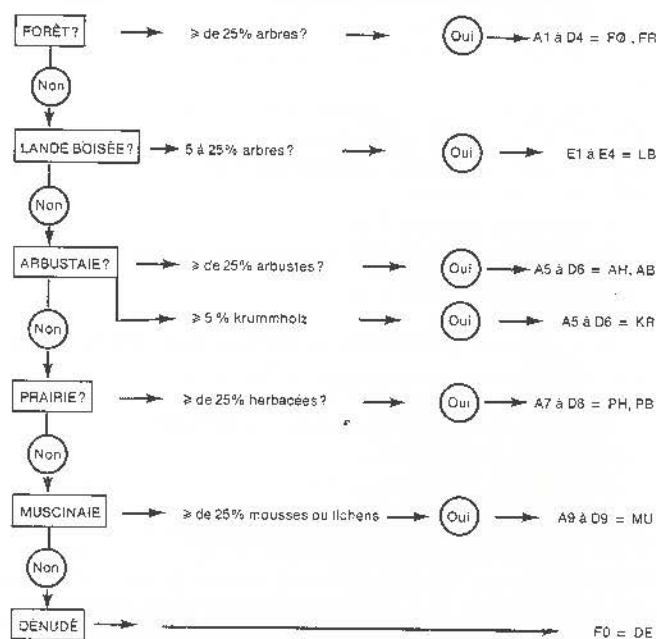 FORÊT? ≥ de 25% arbres? Oui A1 à D4 = FØ, FR
Non
LANDE BOISÉE? 5 à 25% arbres? Oui E1 à E4 = LB
Non
ARBUSTAIE? ≥ de 25% arbustes? Oui A5 à D6 = AH, AB
≥ 5 % krummholz Oui A5 à D6 = KR
Non
PRAIRIE? ≥ de 25% herbacées? Oui A7 à D8 = PH, PB
Non
MUSCINAIE ≥ de 25% mousses ou lichens Oui A9 à D9 = MU
Non
DÉNUDÉ F0 = DE